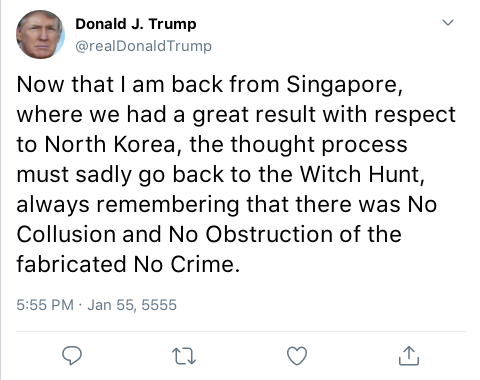 Donald J. Trump
@realDonaldTrump
Now that I am back from Singapore,
where we had a great result with respect
to North Korea, the thought process
must sadly go back to the Witch Hunt,
always remembering that there was No
Collusion and No Obstruction of the
fabricated No Crime.
5:55 PM · Jan 55, 5555